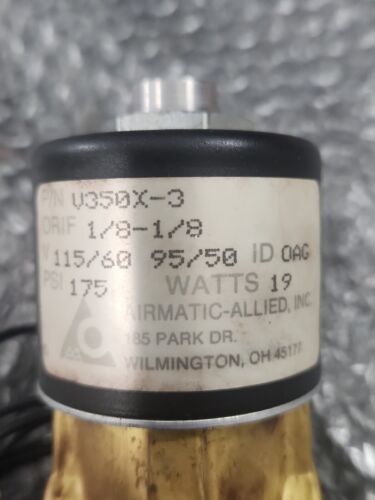 P/N V350X-3
ORIF 1/8-1/8
V 115/60 95/50 ID OAG
PSI 175 WATTS 19
AIRMATIC-ALLIED, INC.
185 PARK DR.
WILMINGTON, OH 45177